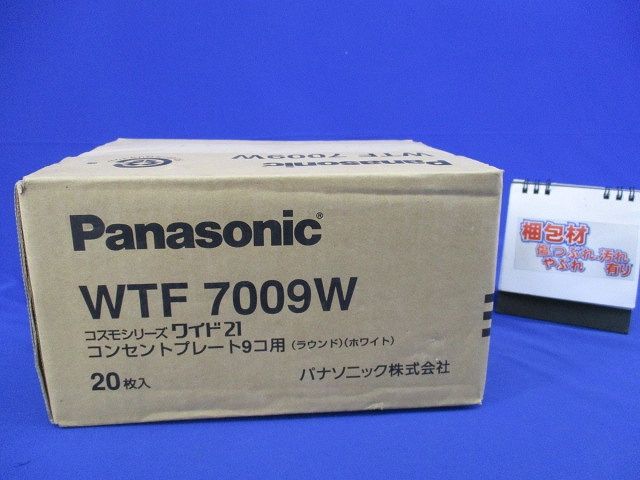 Panasonic
WTF 7009W
Panasonic®
WTF 7009W
コスモシリーズ ワイド21
コンセントプレート9コ用 (ラウンド)(ホワイト)
20枚入
パナソニック株式会社
梱包材
傷つぶれ汚れ
やぶれ 有り